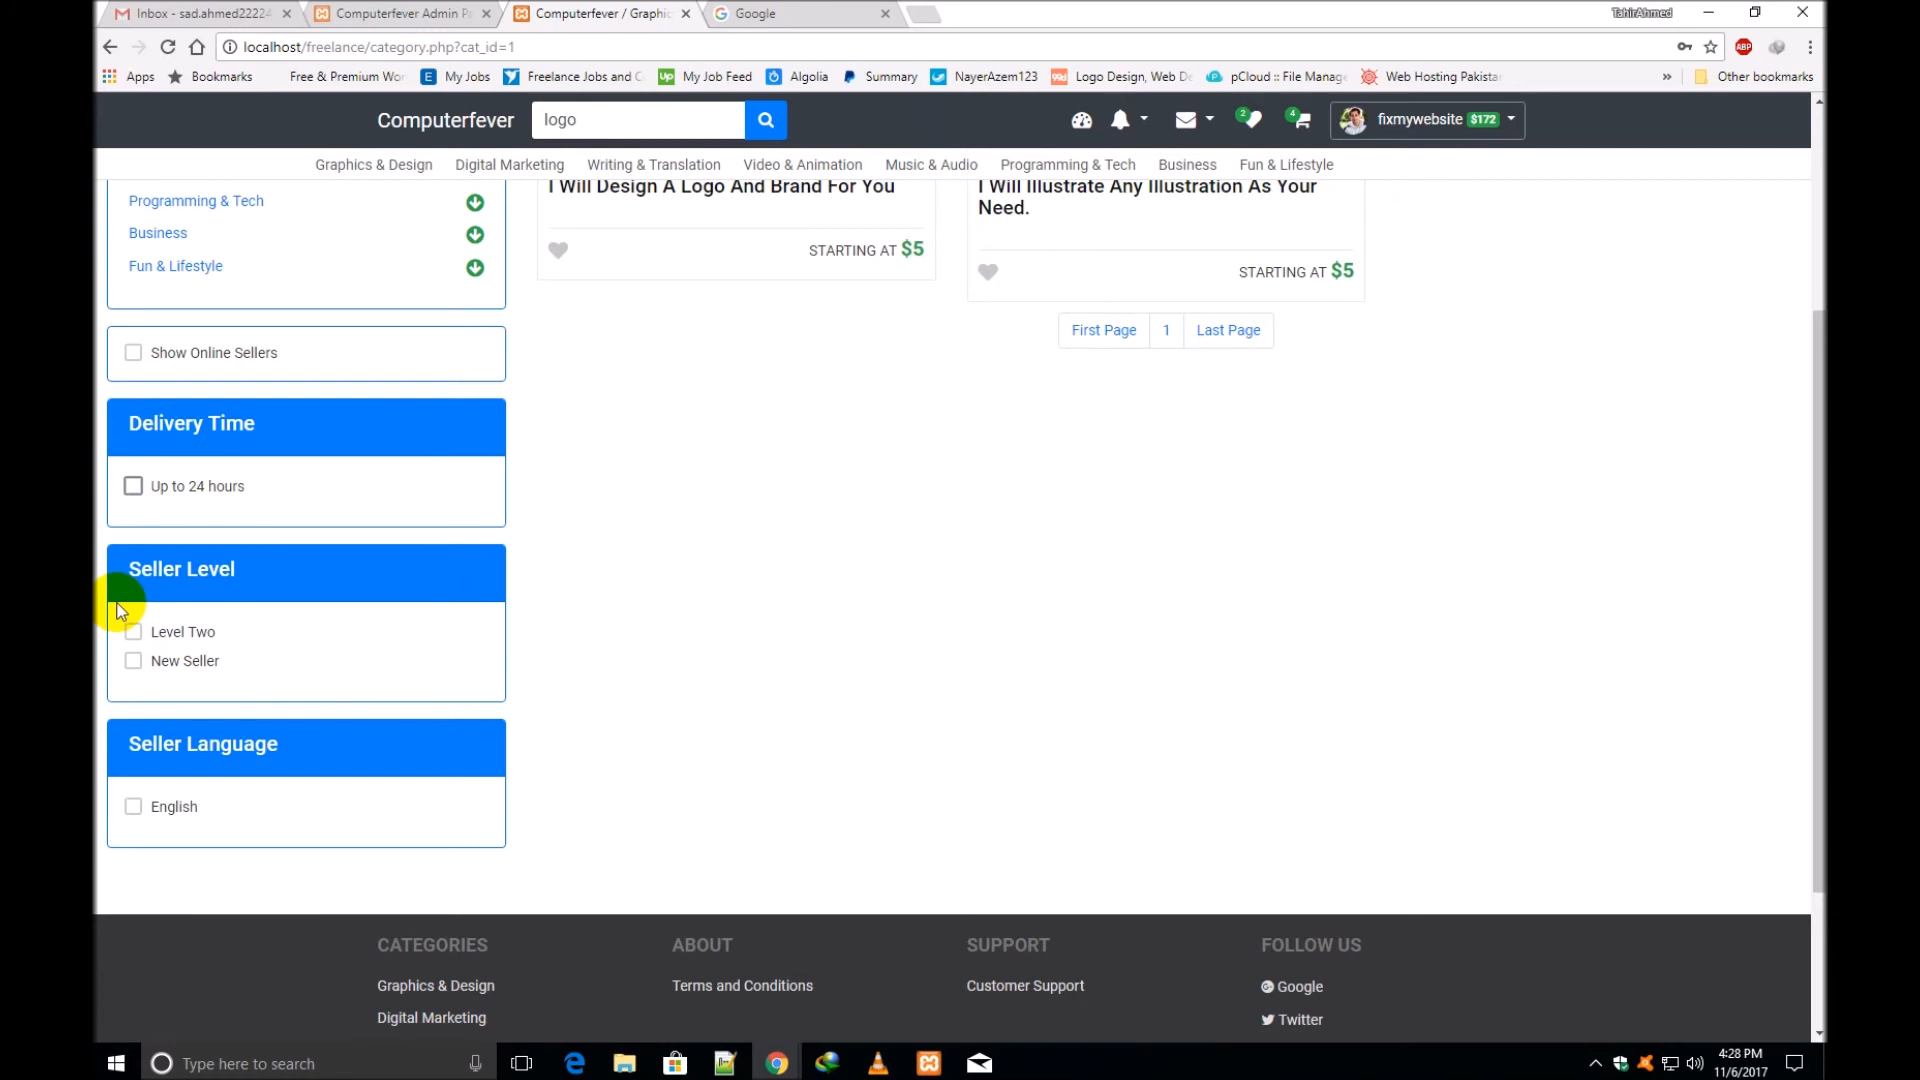 Inbox - sad.ahmed22224
Computerfever Admin P
Computerfever / Graphic
Google
TahirAhmed
localhost/freelance/category.php?cat_id=1
ABP
Apps
Bookmarks
Free & Premium Wo
My Jobs
Freelance Jobs and C
My Job Feed
Algolia
Summary
NayerAzem123
Logo Design, Web De
pCloud :: File Manag
Web Hosting Pakista
»
Other bookmarks
Computerfever
logo
2
4
fixmywebsite $172
Graphics & Design
Digital Marketing
Writing & Translation
Video & Animation
Music & Audio
Programming & Tech
Business
Fun & Lifestyle
Programming & Tech
Business
Fun & Lifestyle
I Will Design A Logo And Brand For You
STARTING AT $5
I Will Illustrate Any Illustration As Your
Need.
STARTING AT $5
First Page
1
Last Page
Show Online Sellers
Delivery Time
Up to 24 hours
Seller Level
Level Two
New Seller
Seller Language
English
CATEGORIES
Graphics & Design
Digital Marketing
ABOUT
Terms and Conditions
SUPPORT
Customer Support
FOLLOW US
Google
Twitter
Type here to search
4:28 PM
11/6/2017